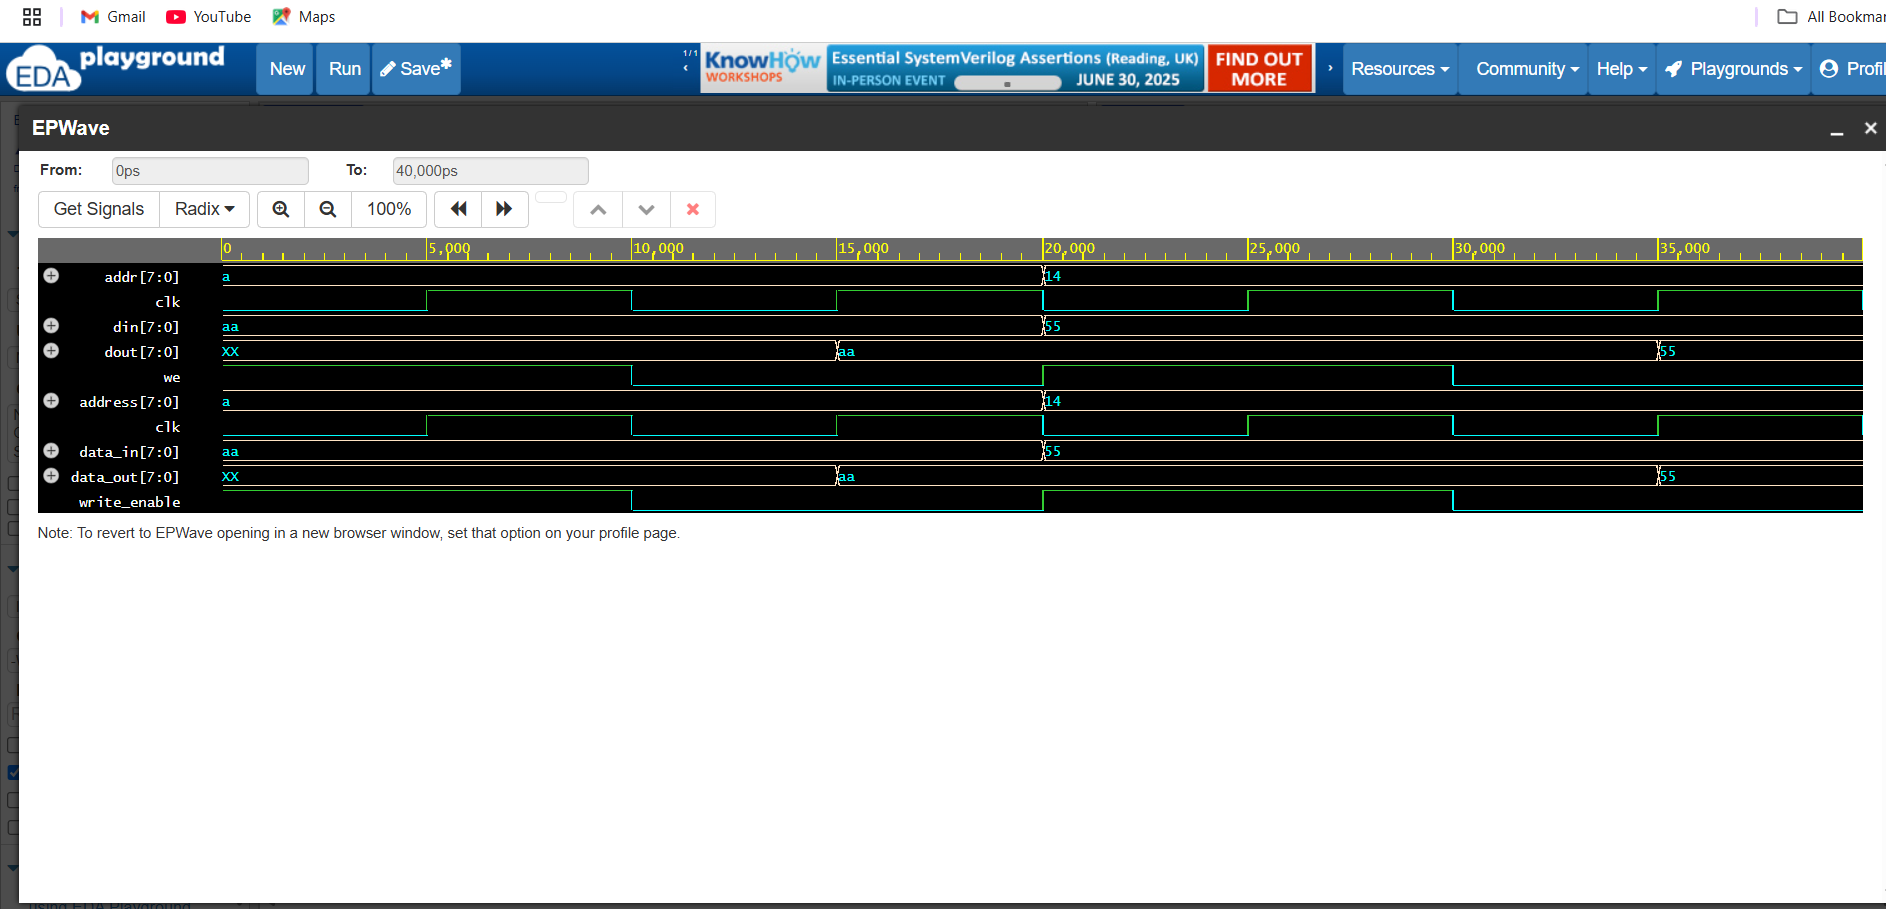 Gmail YouTube Maps All Bookmar
EDA playground New Run Save* 1/1 KnowHow WORKSHOPS Essential SystemVerilog Assertions (Reading, UK) IN-PERSON EVENT JUNE 30, 2025 FIND OUT MORE Resources Community Help Playgrounds Profil
EPWave
From: 0ps To: 40,000ps
Get Signals Radix 100%
0 5,000 10,000 15,000 20,000 25,000 30,000 35,000
addr[7:0] a 14
clk
din[7:0] aa 55
dout[7:0] XX aa 55
we
address[7:0] a 14
clk
data_in[7:0] aa 55
data_out[7:0] XX aa 55
write_enable
Note: To revert to EPWave opening in a new browser window, set that option on your profile page.
using EDA Playground